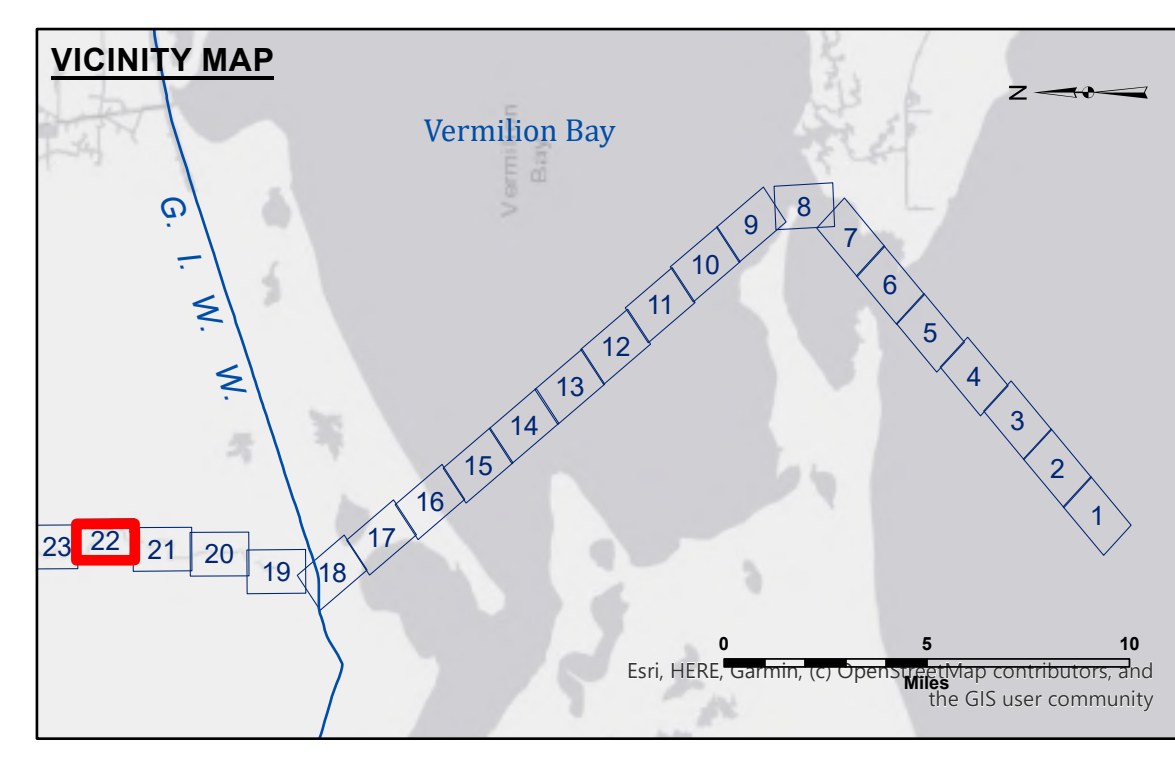 VICINITY MAP
N
Vermilion Bay
Vermilion
Bay
G. I. W. W.
8
9
7
10
6
11
5
12
4
13
3
14
2
15
1
16
17
23
22
21
20
19
18
0 5 10
Miles
Esri, HERE, Garmin, (c) OpenStreetMap contributors, and
the GIS user community